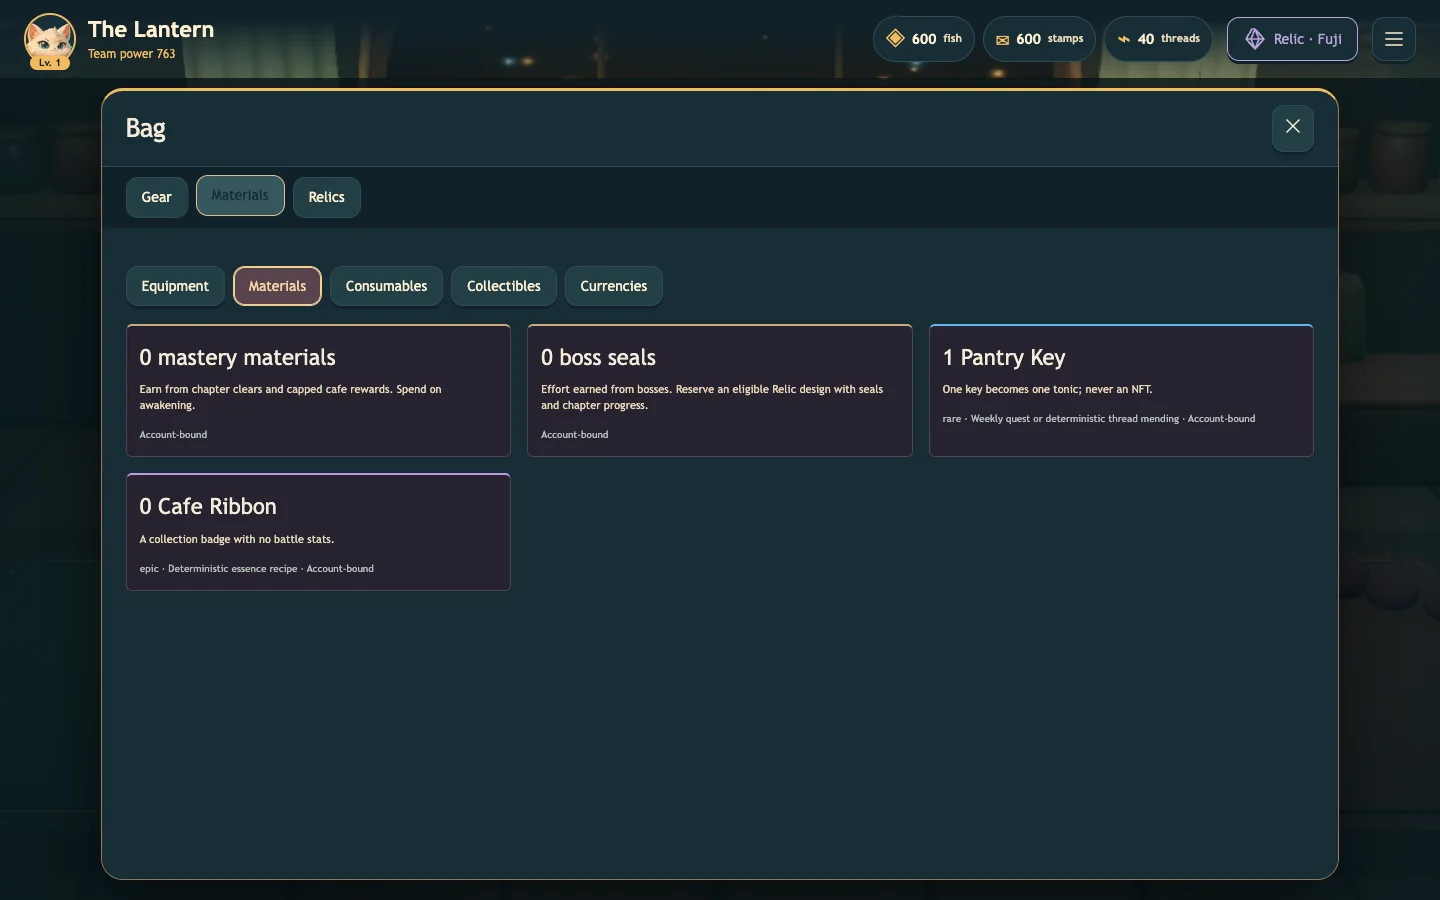 The Lantern
Team power 763
Lv. 1
600 fish
600 stamps
40 threads
Relic · Fuji
Bag
Gear
Materials
Relics
Equipment
Materials
Consumables
Collectibles
Currencies
0 mastery materials
Earn from chapter clears and capped cafe rewards. Spend on
awakening.
Account-bound
0 boss seals
Effort earned from bosses. Reserve an eligible Relic design with seals
and chapter progress.
Account-bound
1 Pantry Key
One key becomes one tonic; never an NFT.
rare · Weekly quest or deterministic thread mending · Account-bound
0 Cafe Ribbon
A collection badge with no battle stats.
epic · Deterministic essence recipe · Account-bound